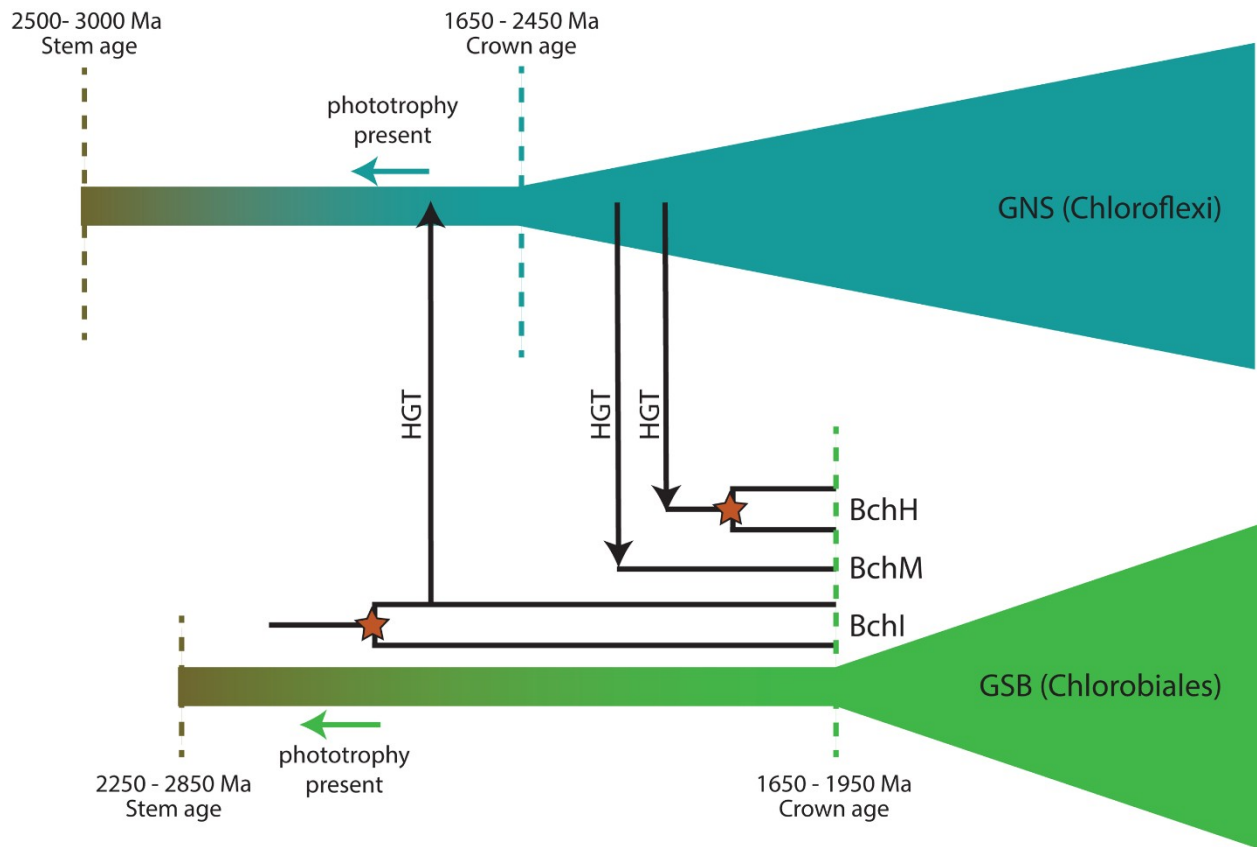 2500- 3000 Ma
Stem age
1650 - 2450 Ma
Crown age
phototrophy
present
GNS (Chloroflexi)
HGT
HGT
HGT
BchH
BchM
BchI
GSB (Chlorobiales)
phototrophy
present
2250 - 2850 Ma
Stem age
1650 - 1950 Ma
Crown age